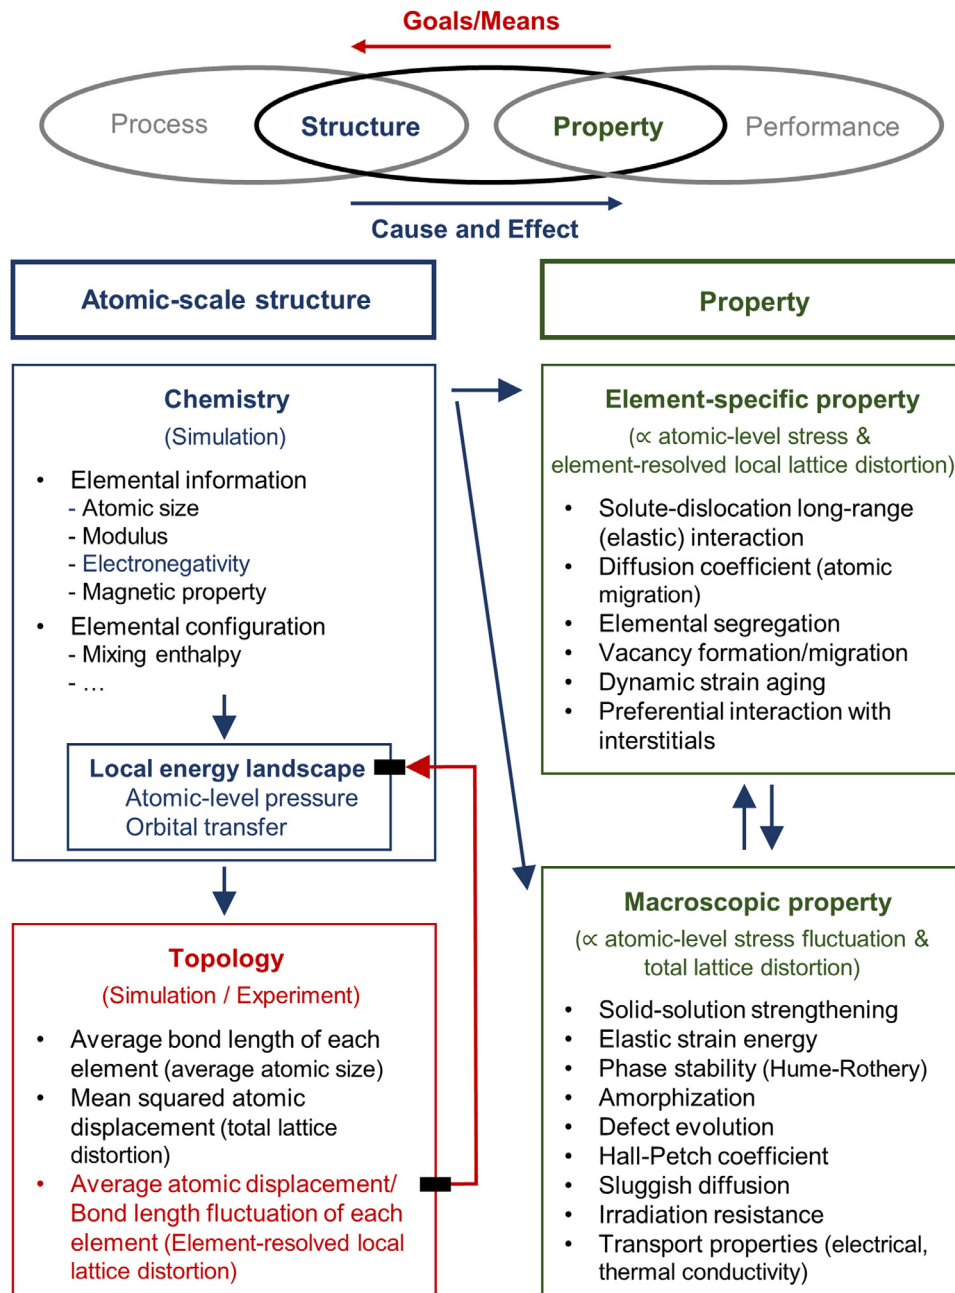 Goals/Means
Process
Structure
Property
Performance
Cause and Effect
Atomic-scale structure
Chemistry
(Simulation)
• Elemental information
- Atomic size
- Modulus
- Electronegativity
- Magnetic property
• Elemental configuration
- Mixing enthalpy
- ...
Local energy landscape
Atomic-level pressure
Orbital transfer
Topology
(Simulation / Experiment)
• Average bond length of each
element (average atomic size)
• Mean squared atomic
displacement (total lattice
distortion)
• Average atomic displacement/
Bond length fluctuation of each
element (Element-resolved local
lattice distortion)
Property
Element-specific property
(∝ atomic-level stress &
element-resolved local lattice distortion)
• Solute-dislocation long-range
(elastic) interaction
• Diffusion coefficient (atomic
migration)
• Elemental segregation
• Vacancy formation/migration
• Dynamic strain aging
• Preferential interaction with
interstitials
Macroscopic property
(∝ atomic-level stress fluctuation &
total lattice distortion)
• Solid-solution strengthening
• Elastic strain energy
• Phase stability (Hume-Rothery)
• Amorphization
• Defect evolution
• Hall-Petch coefficient
• Sluggish diffusion
• Irradiation resistance
• Transport properties (electrical,
thermal conductivity)